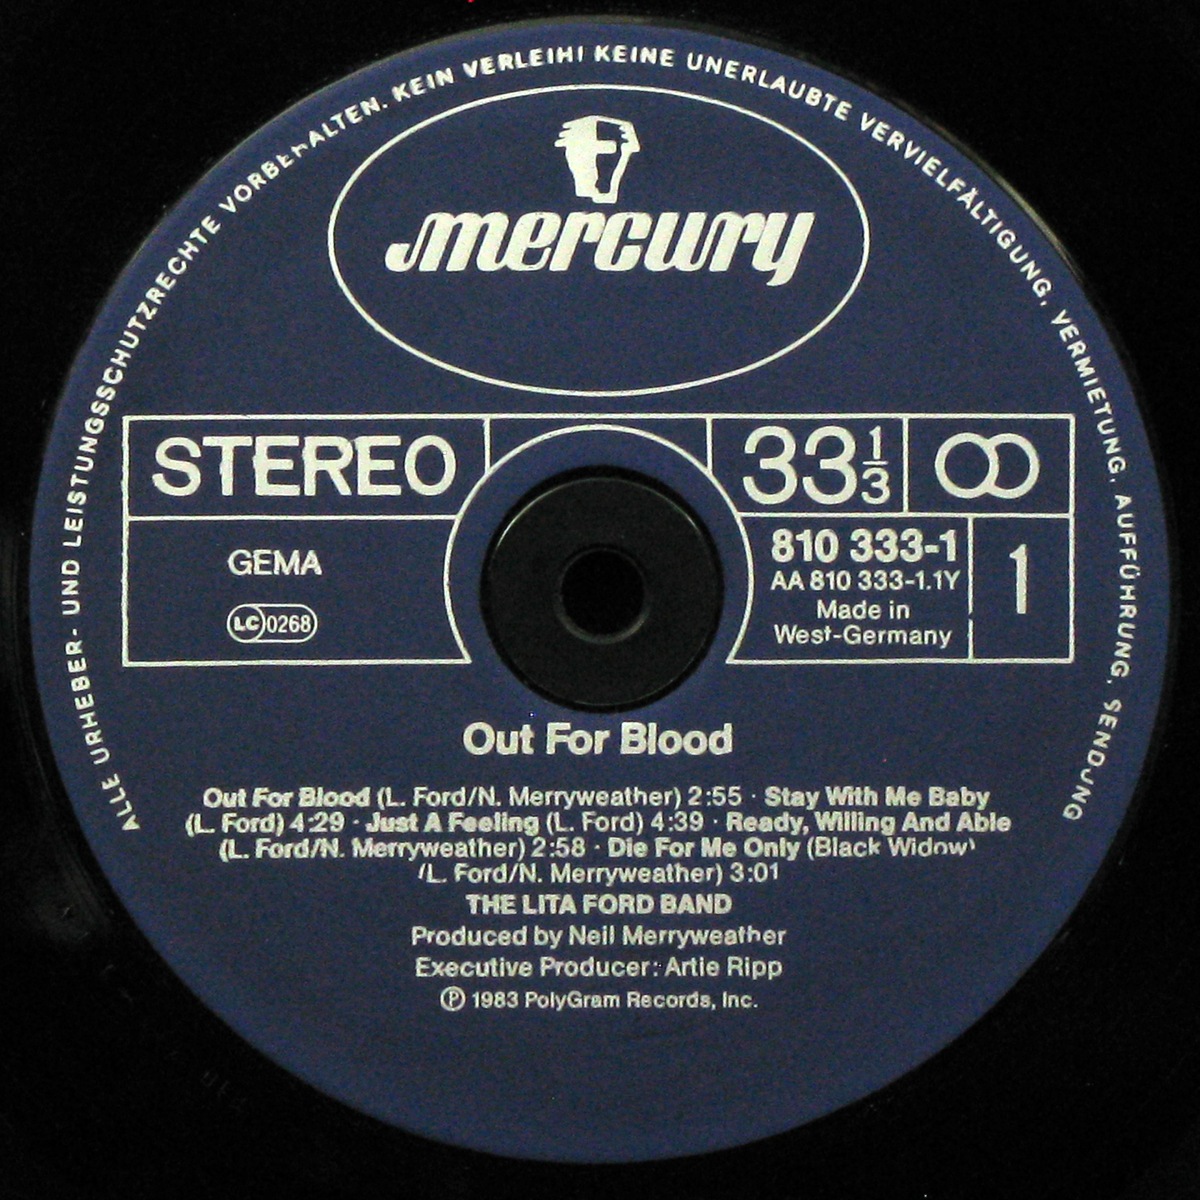 ALLE URHEBER- UND LEISTUNGSSCHUTZRECHTE VORBEHALTEN. KEIN VERLEIH! KEINE UNERLAUBTE VERVIELFÄLTIGUNG, VERMIETUNG, AUFFÜHRUNG, SENDUNG
mercury
STEREO
33 1/3
GEMA
LC 0268
810 333-1
AA 810 333-1.1Y
Made in
West-Germany
1
Out For Blood
Out For Blood (L. Ford/N. Merryweather) 2:55 · Stay With Me Baby
(L. Ford) 4:29 · Just A Feeling (L. Ford) 4:39 · Ready, Willing And Able
(L. Ford/N. Merryweather) 2:58 · Die For Me Only (Black Widow)
(L. Ford/N. Merryweather) 3:01
THE LITA FORD BAND
Produced by Neil Merryweather
Executive Producer: Artie Ripp
℗ 1983 PolyGram Records, Inc.